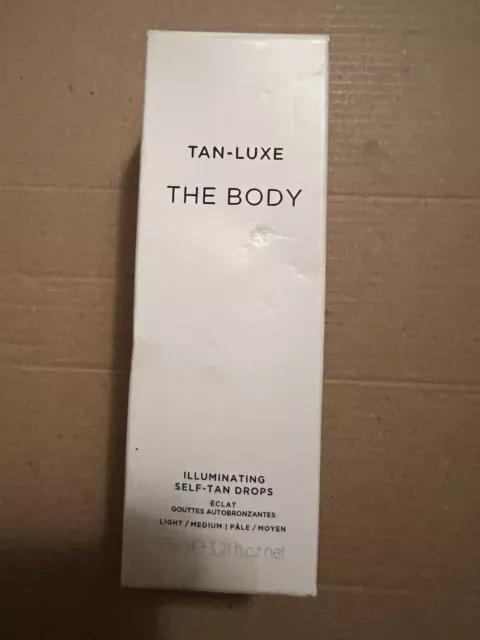 TAN-LUXE
THE BODY
ILLUMINATING
SELF-TAN DROPS
ÉCLAT
GOUTTES AUTOBRONZANTES
LIGHT / MEDIUM | PÂLE / MOYEN
℮ 3.21 fl.oz net